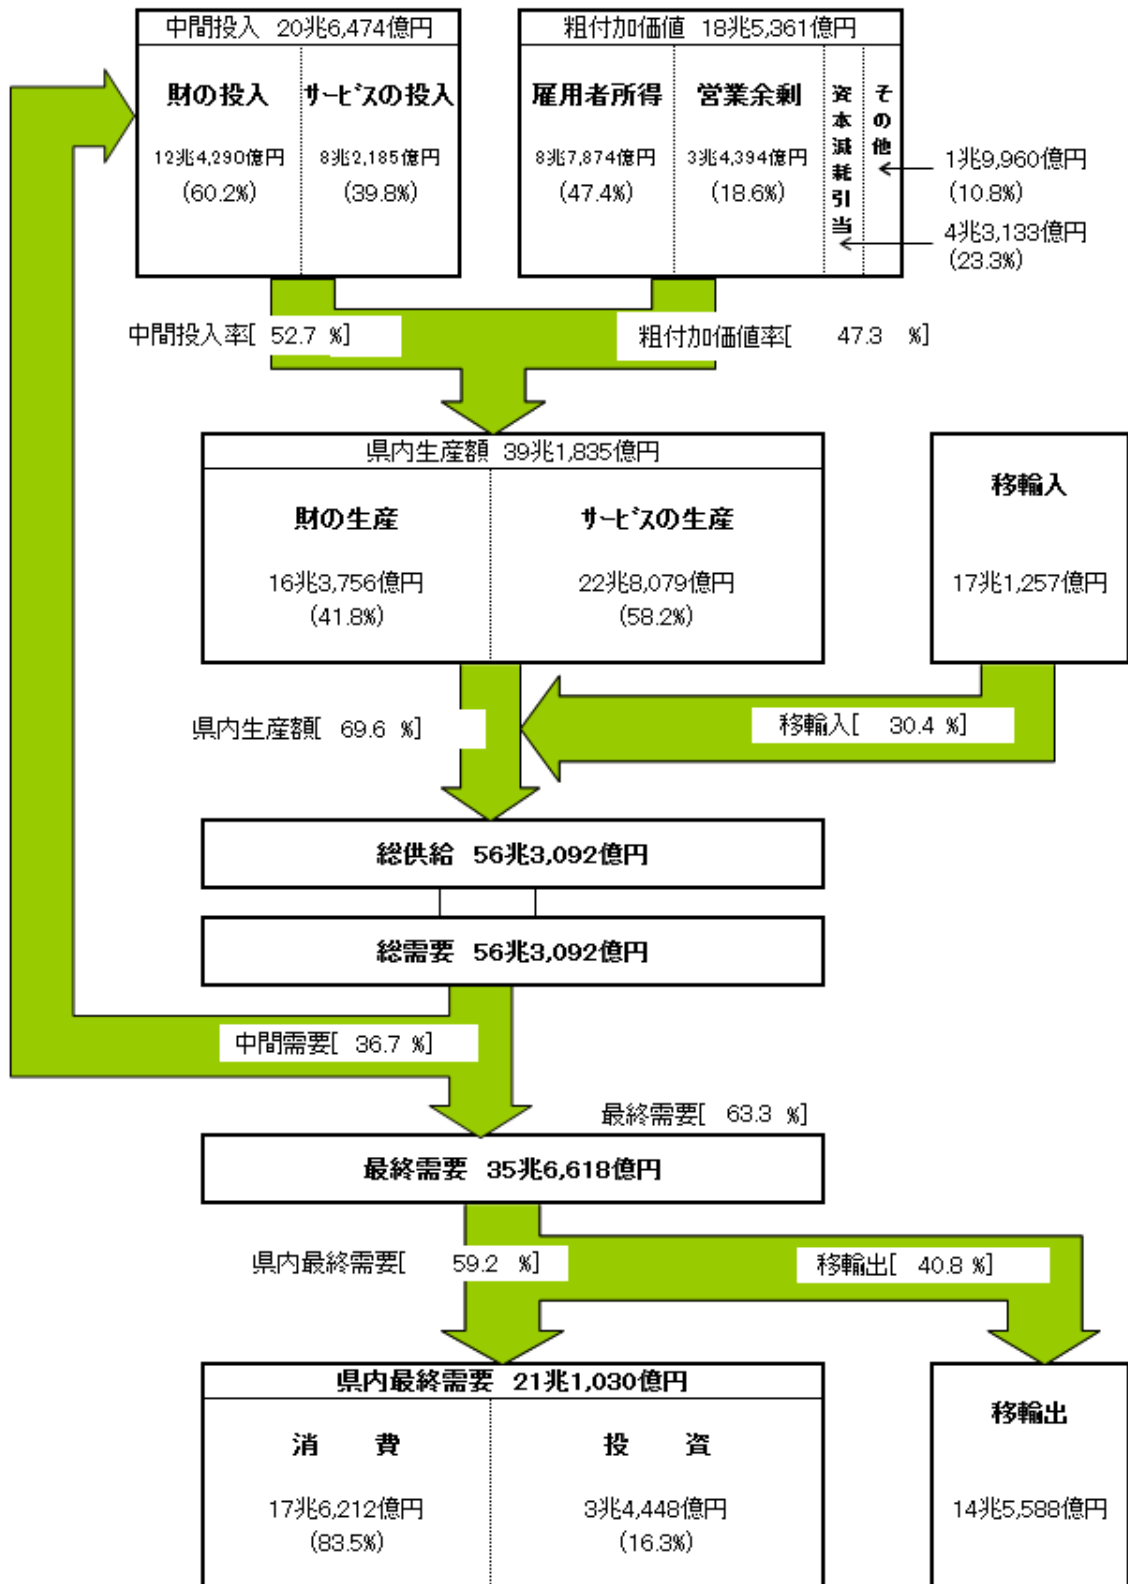 中間投入 20兆6,474億円
粗付加価値 18兆5,361億円
財の投入
サービスの投入
雇用者所得
営業余剰
資本減耗引当
その他
12兆4,290億円
(60.2%)
8兆2,185億円
(39.8%)
8兆7,874億円
(47.4%)
3兆4,394億円
(18.6%)
1兆9,960億円
(10.8%)
4兆3,133億円
(23.3%)
中間投入率[ 52.7 %]
粗付加価値率[ 47.3 %]
県内生産額 39兆1,835億円
財の生産
サービスの生産
16兆3,756億円
(41.8%)
22兆8,079億円
(58.2%)
移輸入
17兆1,257億円
県内生産額[ 69.6 %]
移輸入[ 30.4 %]
総供給 56兆3,092億円
総需要 56兆3,092億円
中間需要[ 36.7 %]
最終需要[ 63.3 %]
最終需要 35兆6,618億円
県内最終需要[ 59.2 %]
移輸出[ 40.8 %]
県内最終需要 21兆1,030億円
消 費
投 資
17兆6,212億円
(83.5%)
3兆4,448億円
(16.3%)
移輸出
14兆5,588億円